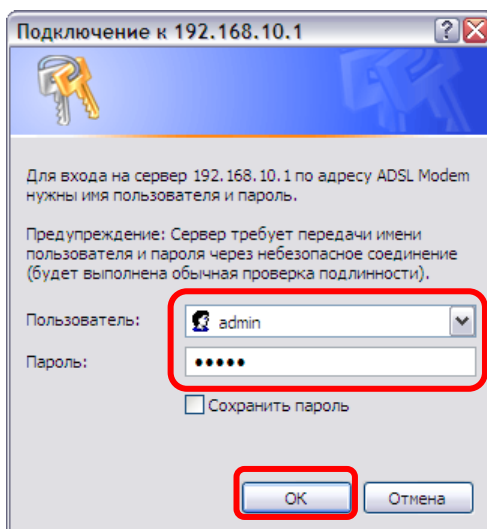 Подключение к 192.168.10.1
Для входа на сервер 192.168.10.1 по адресу ADSL Modem
нужны имя пользователя и пароль.
Предупреждение: Сервер требует передачи имени
пользователя и пароля через небезопасное соединение
(будет выполнена обычная проверка подлинности).
Пользователь: admin
Пароль: •••••
Сохранить пароль
ОК Отмена